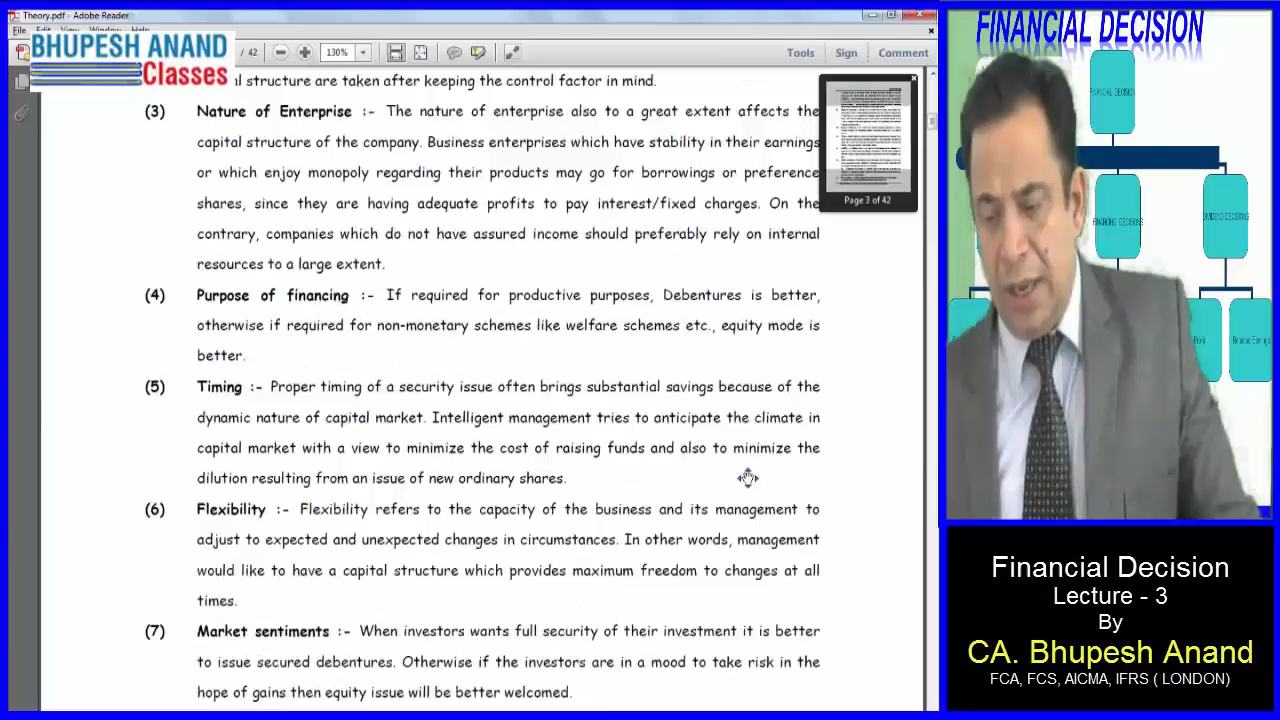 Theory.pdf - Adobe Reader
File Edit View Window Help
BHUPESH ANAND
Classes
/ 42
130%
Tools
Sign
Comment
structure are taken after keeping the control factor in mind.
(3) Nature of Enterprise :- The nature of enterprise also to a great extent affects the
capital structure of the company. Business enterprises which have stability in their earnings
or which enjoy monopoly regarding their products may go for borrowings or preference
shares, since they are having adequate profits to pay interest/fixed charges. On the
contrary, companies which do not have assured income should preferably rely on internal
resources to a large extent.
(4) Purpose of financing :- If required for productive purposes, Debentures is better,
otherwise if required for non-monetary schemes like welfare schemes etc., equity mode is
better.
(5) Timing :- Proper timing of a security issue often brings substantial savings because of the
dynamic nature of capital market. Intelligent management tries to anticipate the climate in
capital market with a view to minimize the cost of raising funds and also to minimize the
dilution resulting from an issue of new ordinary shares.
(6) Flexibility :- Flexibility refers to the capacity of the business and its management to
adjust to expected and unexpected changes in circumstances. In other words, management
would like to have a capital structure which provides maximum freedom to changes at all
times.
(7) Market sentiments :- When investors wants full security of their investment it is better
to issue secured debentures. Otherwise if the investors are in a mood to take risk in the
hope of gains then equity issue will be better welcomed.
Page 3 of 42
FINANCIAL DECISION
FINANCIAL DECISION
FINANCING DECISIONS
DIVIDEND DECISIONS
Retained Earnings
Financial Decision
Lecture - 3
By
CA. Bhupesh Anand
FCA, FCS, AICMA, IFRS ( LONDON)